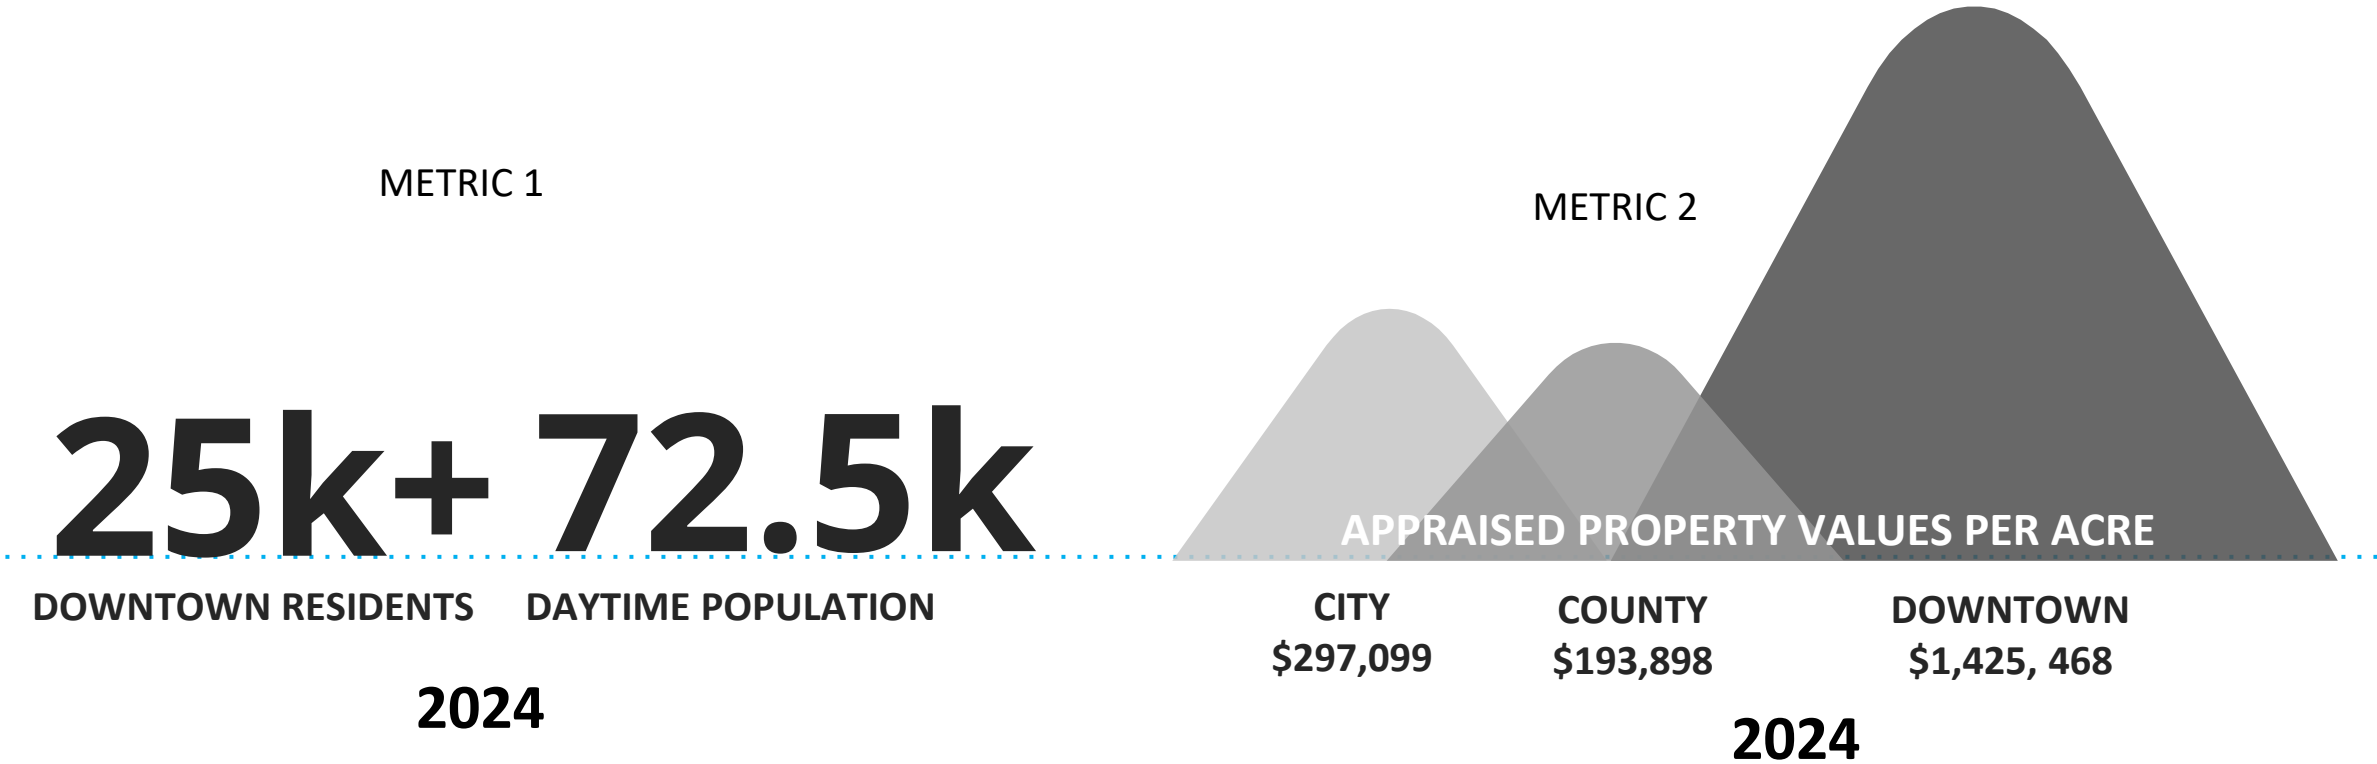 METRIC 1
25k+ 72.5k
DOWNTOWN RESIDENTS DAYTIME POPULATION
2024
METRIC 2
APPRAISED PROPERTY VALUES PER ACRE
CITY
$297,099
COUNTY
$193,898
DOWNTOWN
$1,425, 468
2024